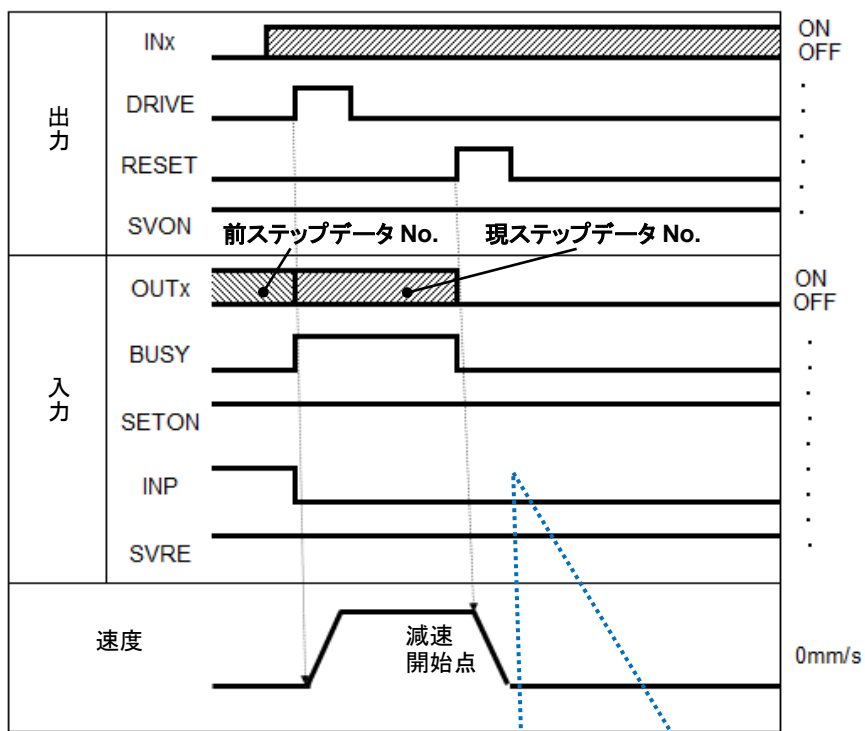 INx
ON
OFF
DRIVE
出力
RESET
SVON
前ステップデータ No.
現ステップデータ No.
OUTx
ON
OFF
BUSY
入力
SETON
INP
SVRE
速度
減速
開始点
0mm/s